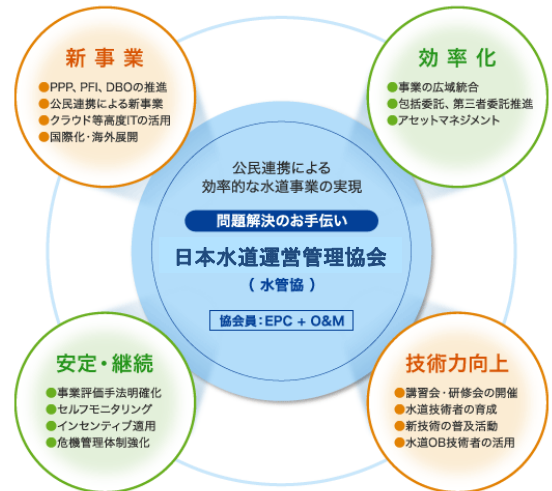 新事業
●PPP、PFI、DBOの推進
●公民連携による新事業
●クラウド等高度ITの活用
●国際化・海外展開
効率化
●事業の広域統合
●包括委託、第三者委託推進
●アセットマネジメント
公民連携による
効率的な水道事業の実現
問題解決のお手伝い
日本水道運営管理協会
（ 水管協 ）
協会員：EPC + O&M
安定・継続
●事業評価手法明確化
●セルフモニタリング
●インセンティブ適用
●危機管理体制強化
技術力向上
●講習会・研修会の開催
●水道技術者の育成
●新技術の普及活動
●水道OB技術者の活用